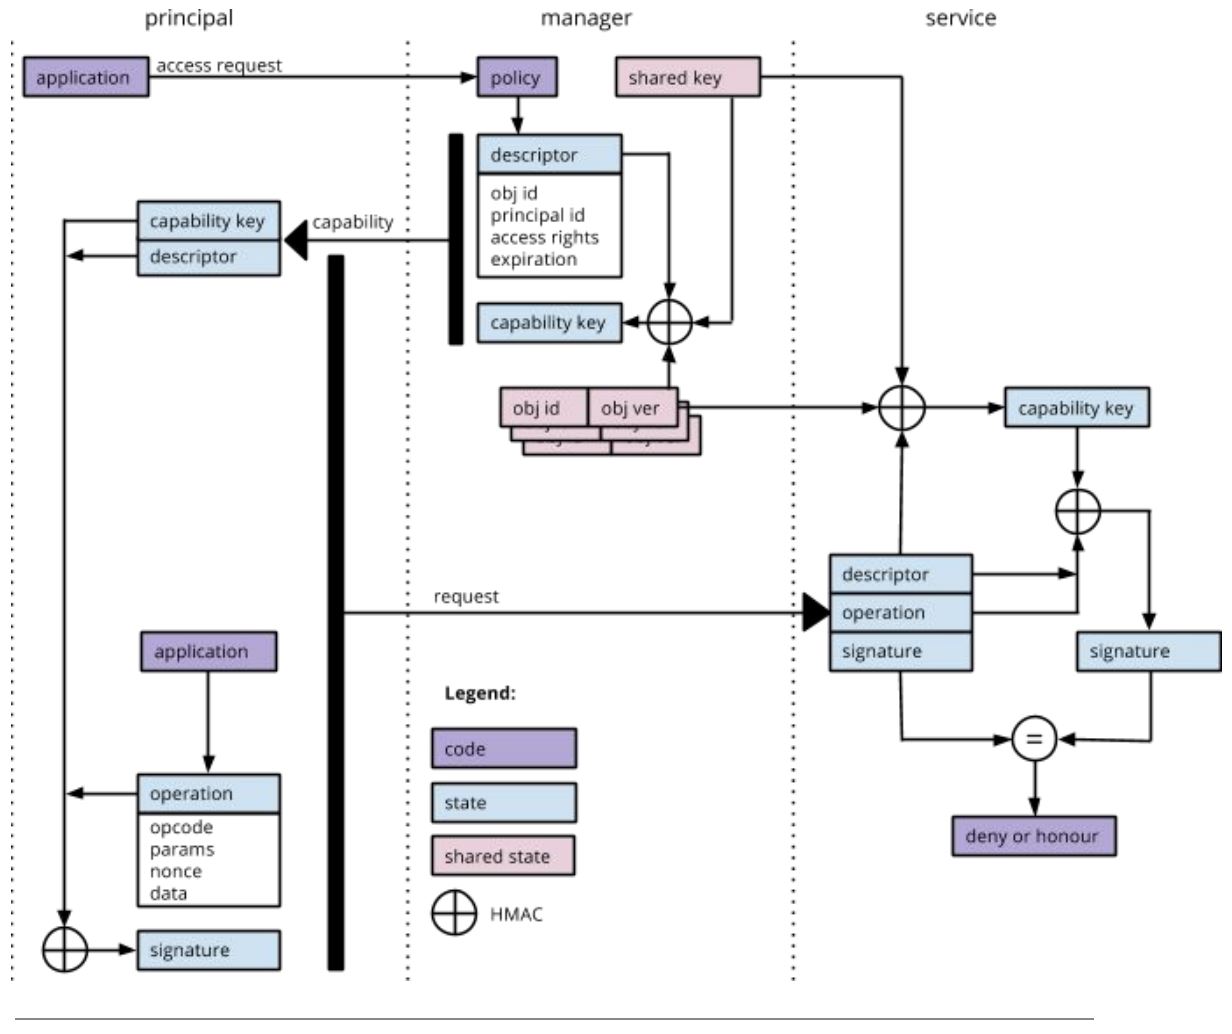 principal
manager
service
application
access request
policy
shared key
descriptor
obj id
principal id
access rights
expiration
capability key
descriptor
capability
capability key
obj id
obj ver
capability key
descriptor
operation
signature
request
application
signature
Legend:
code
state
shared state
HMAC
operation
opcode
params
nonce
data
signature
=
deny or honour